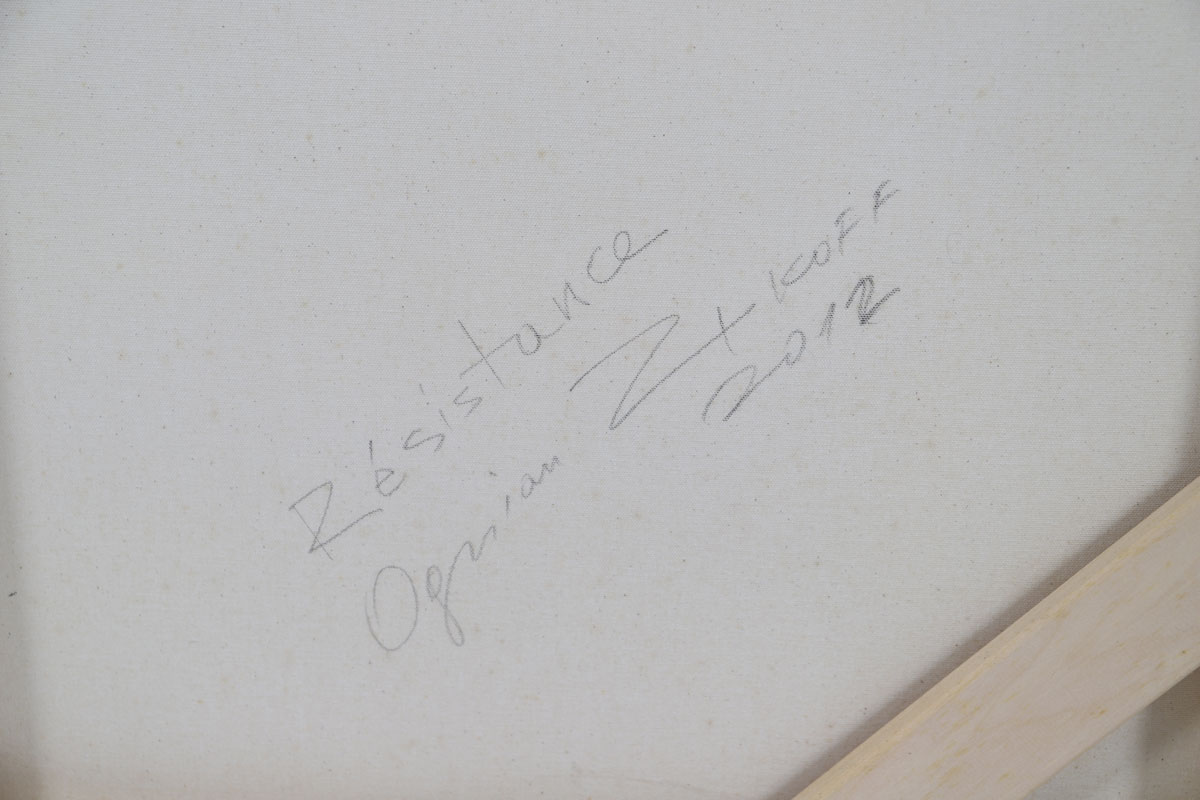 Résistance
Ognian Zekoff
2012